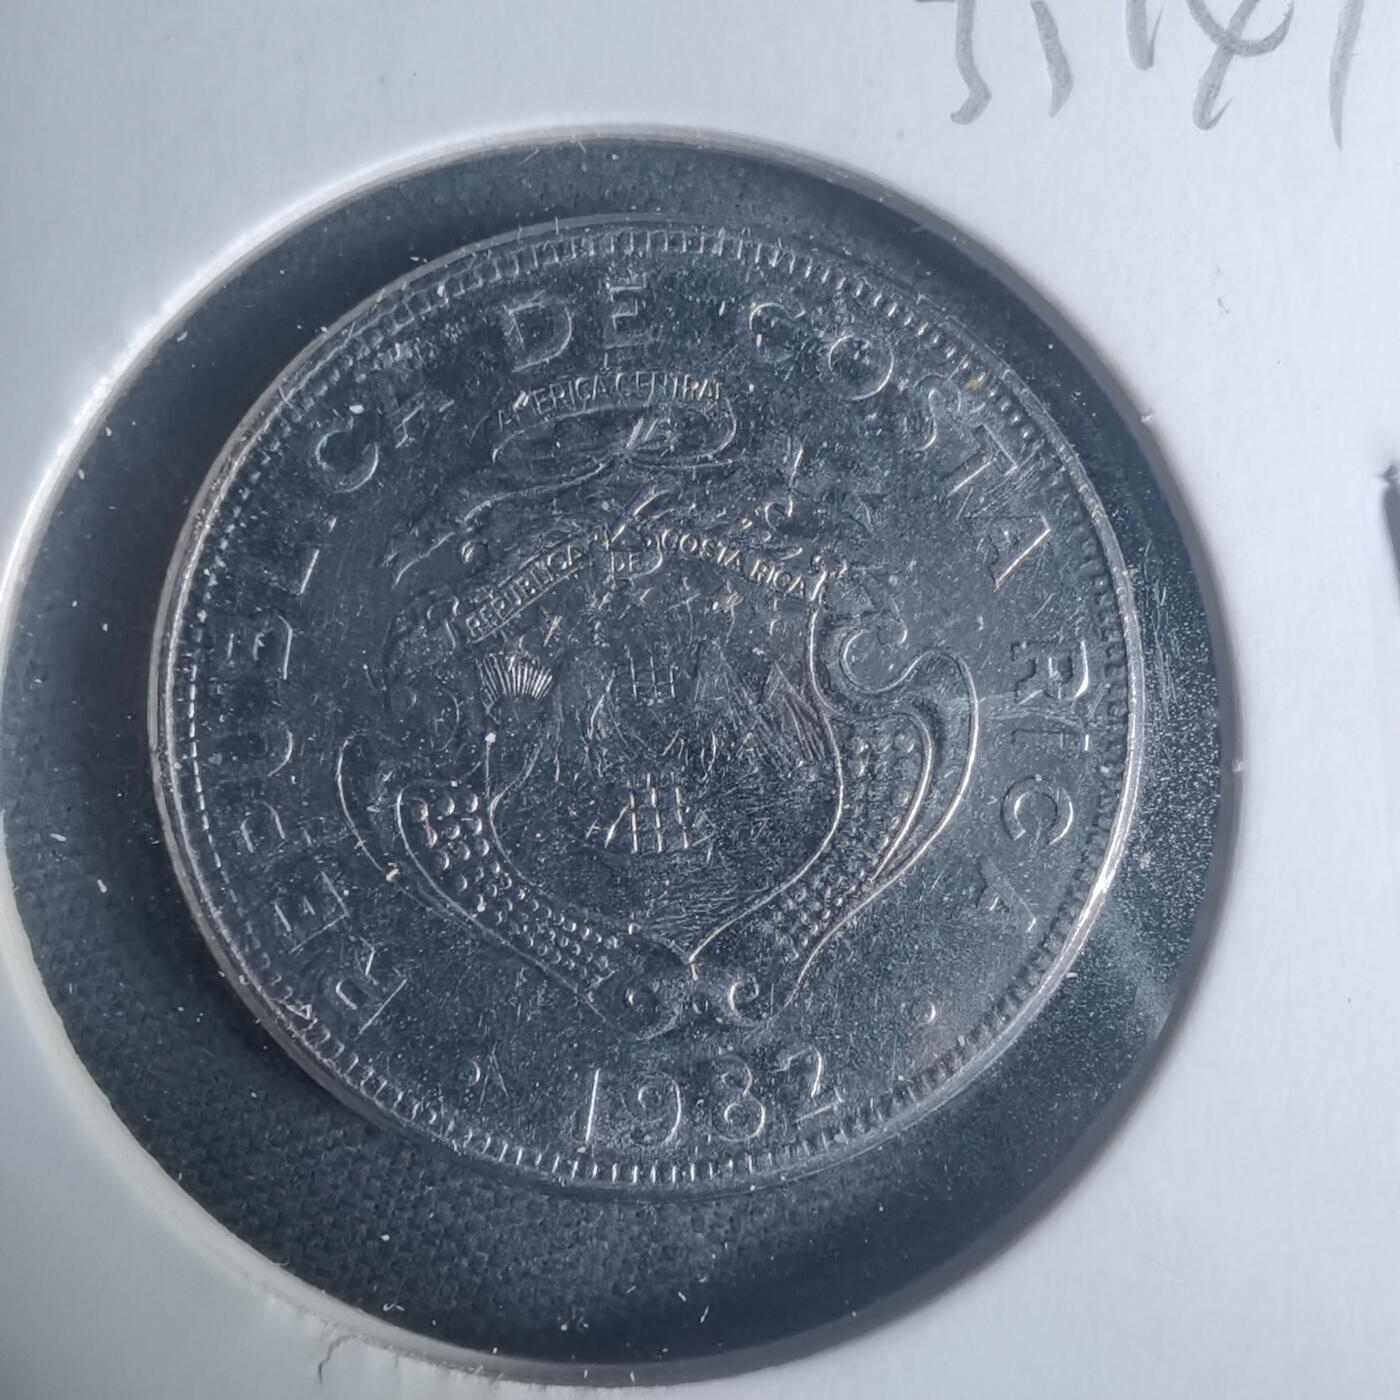 REPUBLICA DE COSTA RICA
AMERICA CENTRAL
REPUBLICA DE COSTA RICA
1982